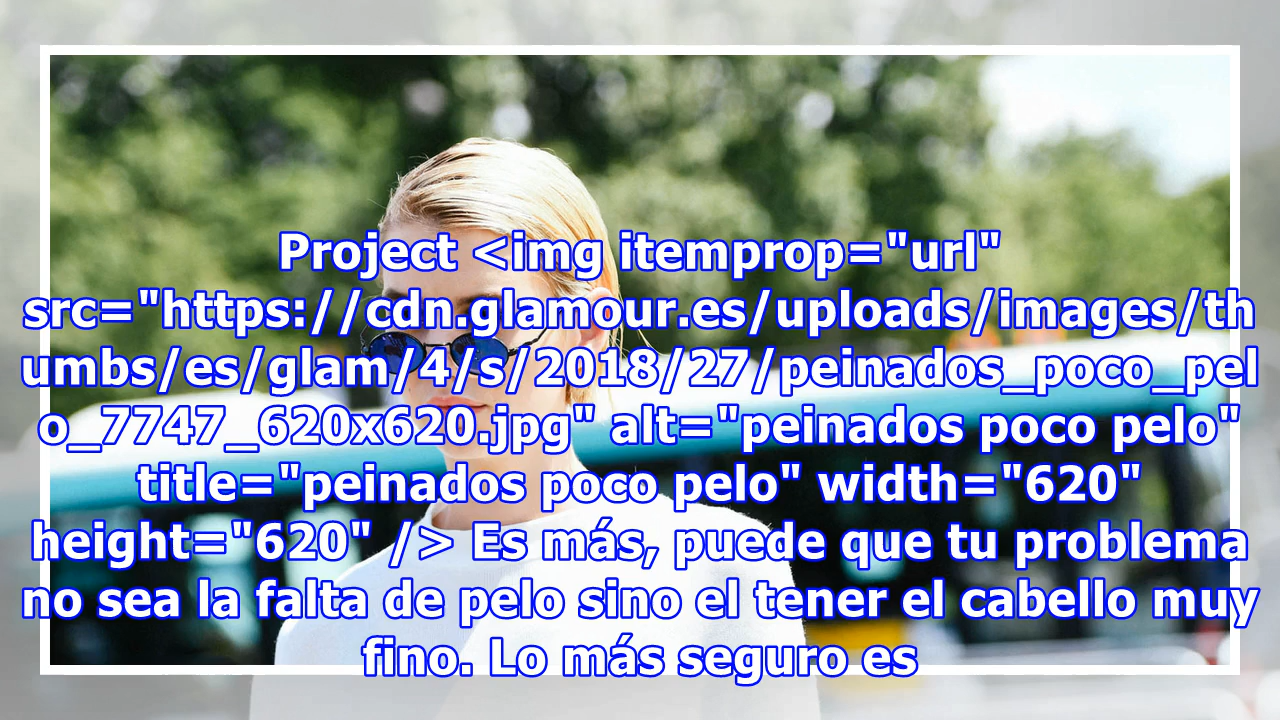 Project <img itemprop="url"
src="https://cdn.glamour.es/uploads/images/th
umbs/es/glam/4/s/2018/27/peinados_poco_pel
o_7747_620x620.jpg" alt="peinados poco pelo"
title="peinados poco pelo" width="620"
height="620" /> Es más, puede que tu problema
no sea la falta de pelo sino el tener el cabello muy
fino. Lo más seguro es